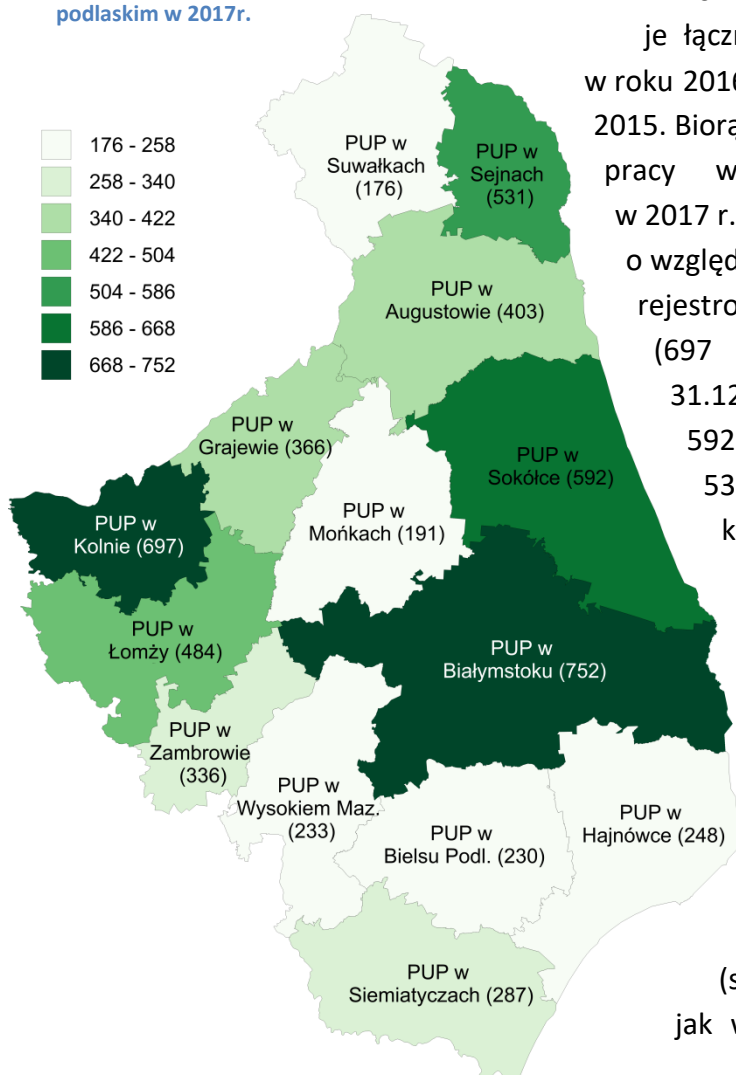 podlaskim w 2017r.
176 - 258
258 - 340
340 - 422
422 - 504
504 - 586
586 - 668
668 - 752
PUP w
Suwałkach
(176)
PUP w
Sejnach
(531)
PUP w
Augustowie (403)
PUP w
Grajewie (366)
PUP w
Sokółce (592)
PUP w
Mońkach (191)
PUP w
Kolnie (697)
PUP w
Łomży (484)
PUP w
Białymstoku (752)
PUP w
Zambrowie
(336)
PUP w
Wysokiem Maz.
(233)
PUP w
Bielsu Podl. (230)
PUP w
Hajnówce (248)
PUP w
Siemiatyczach (287)
je łączn
w roku 2016
2015. Biorą
pracy w
w 2017 r.
o względ
rejestro
(697
31.12
592
53
k
(s
jak w